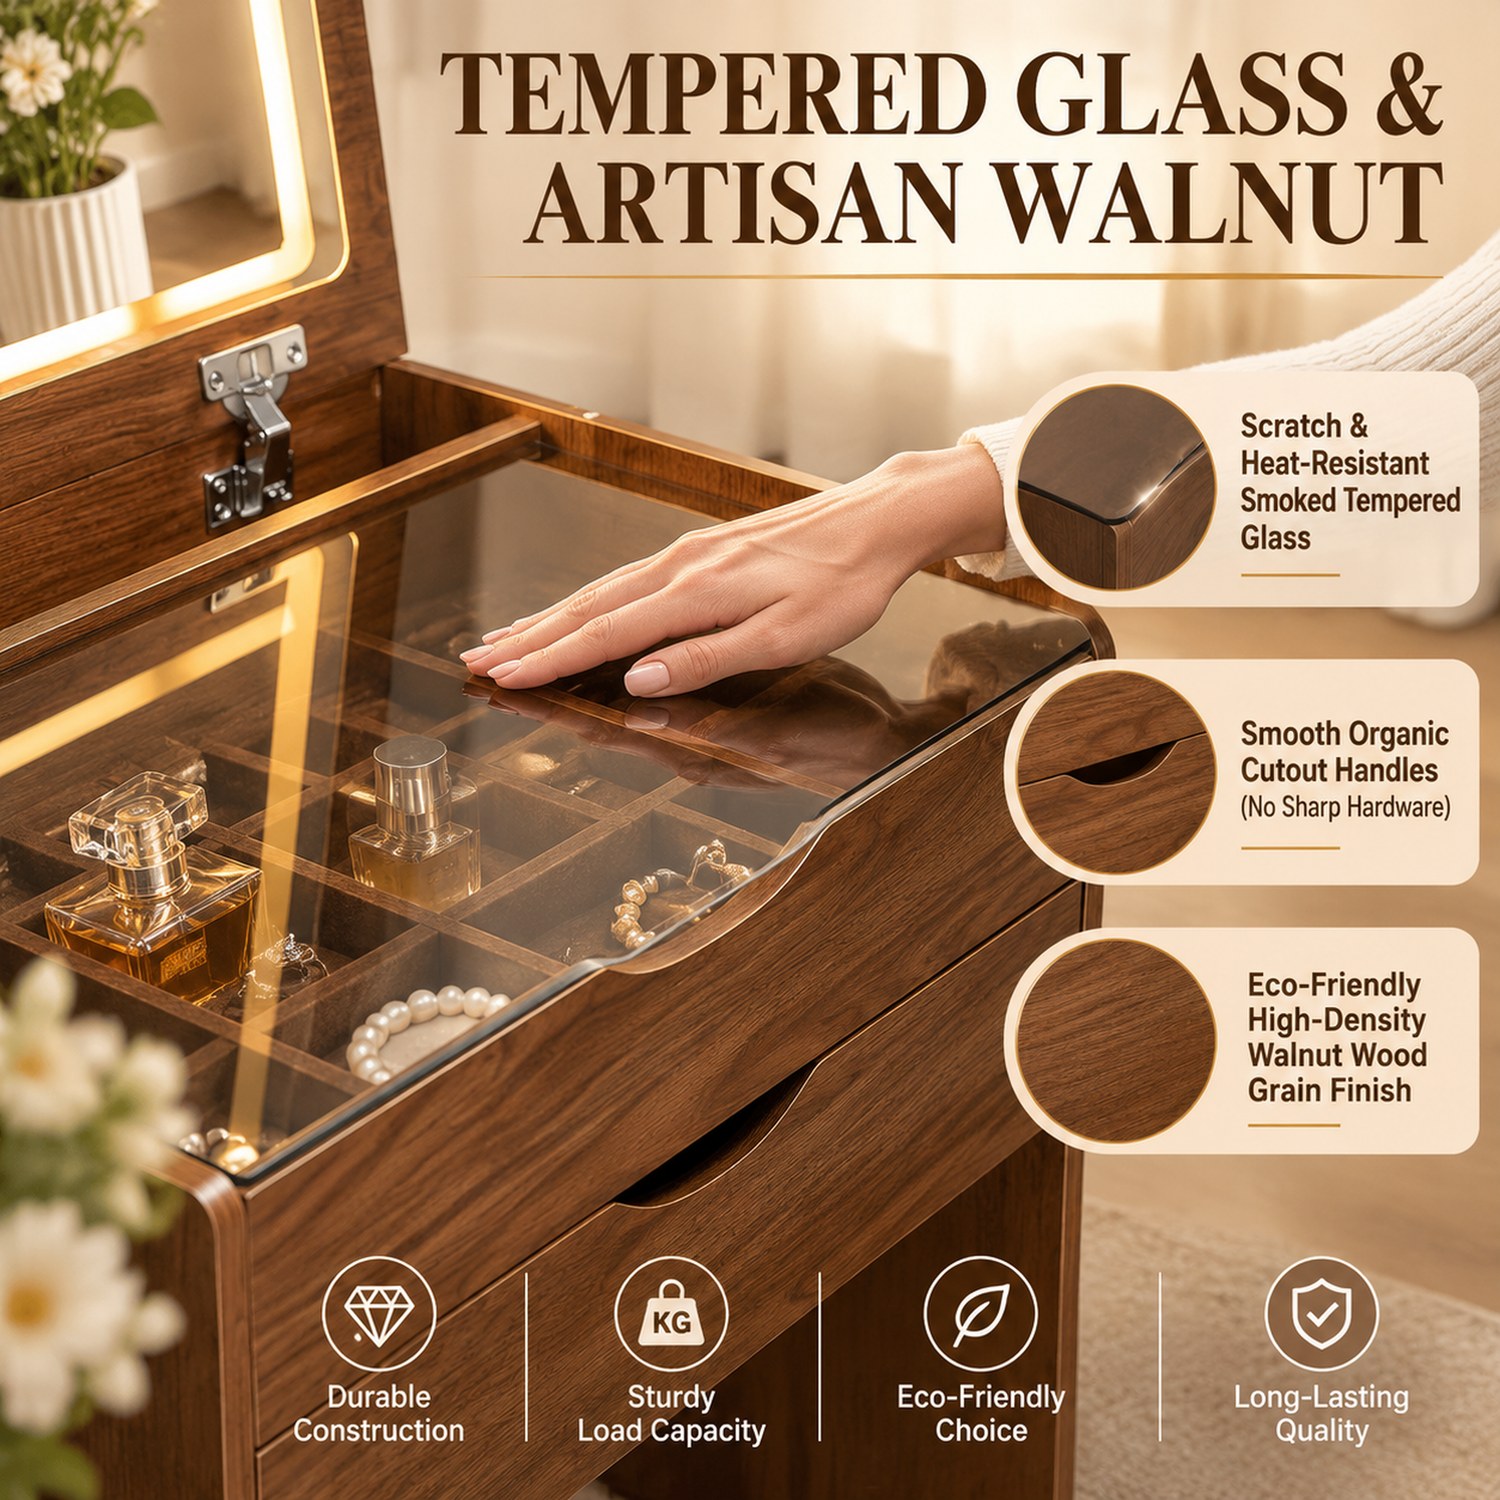 TEMPERED GLASS &
ARTISAN WALNUT
Scratch &
Heat-Resistant
Smoked Tempered
Glass
Smooth Organic
Cutout Handles
(No Sharp Hardware)
Eco-Friendly
High-Density
Walnut Wood
Grain Finish
KG
Durable
Construction
Sturdy
Load Capacity
Eco-Friendly
Choice
Long-Lasting
Quality